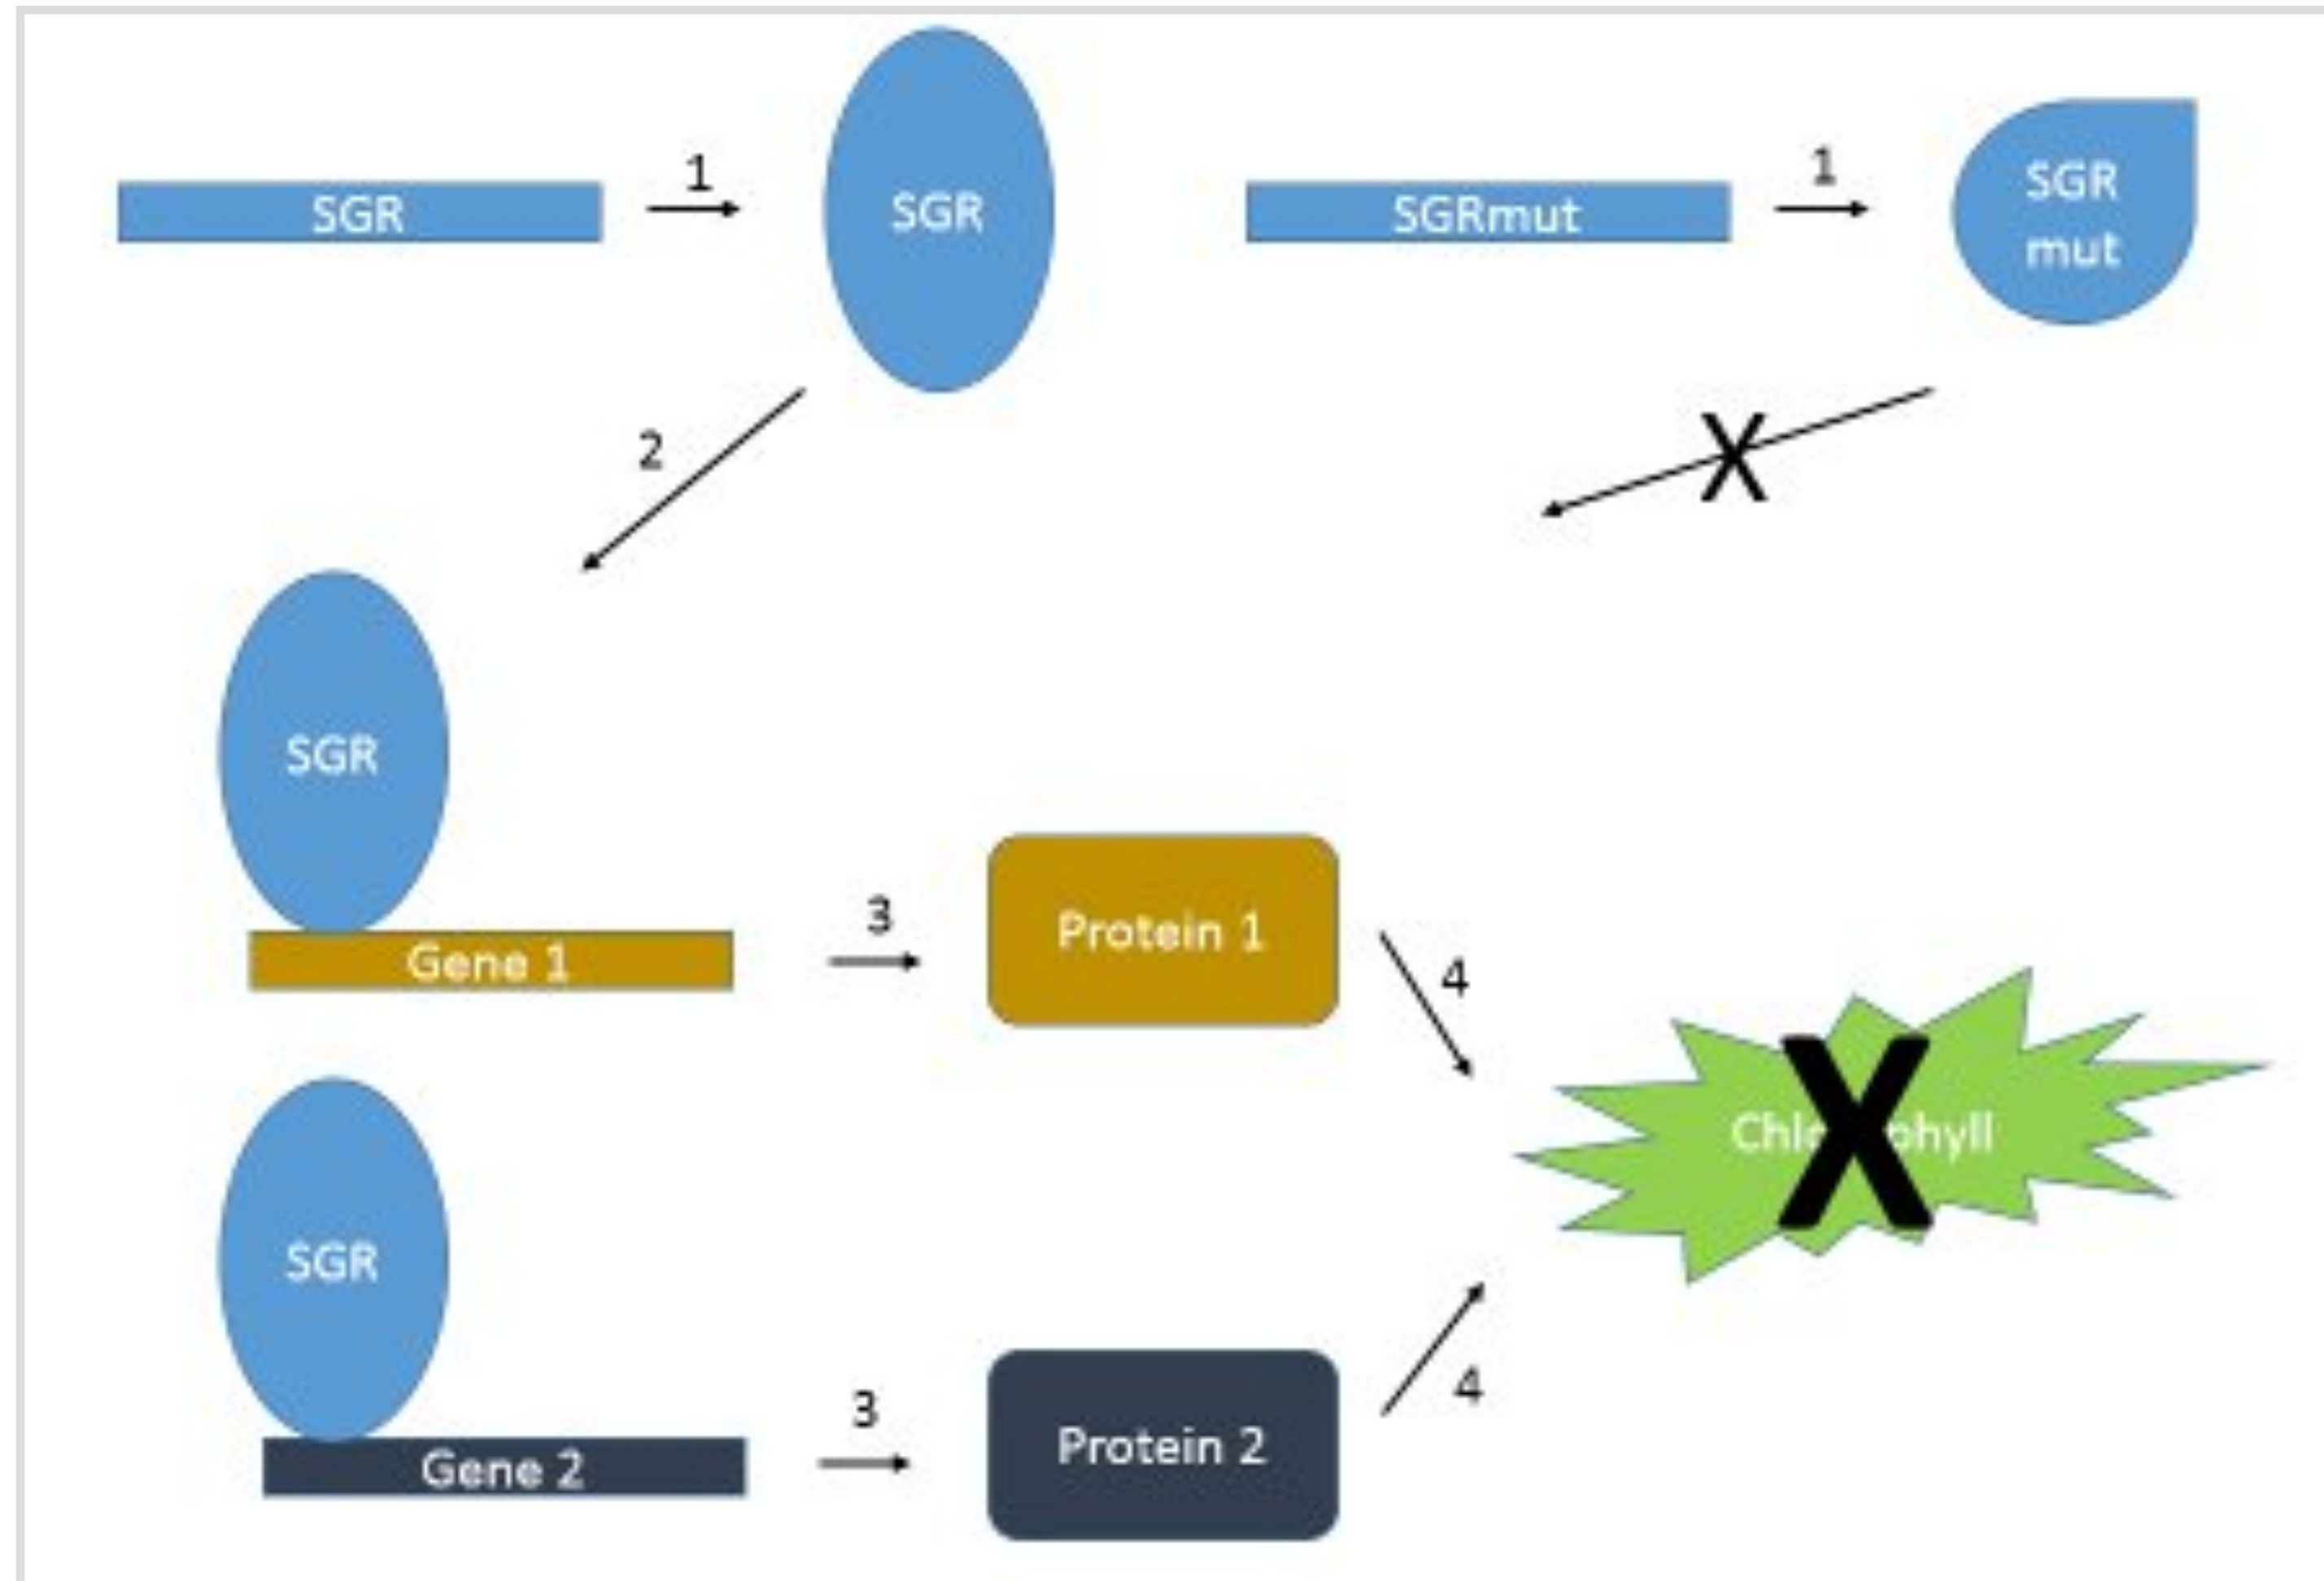 SGR
1
SGR
SGRmut
1
SGR
mut
2
X
SGR
Gene 1
3
Protein 1
4
X
SGR
Gene 2
3
Protein 2
4